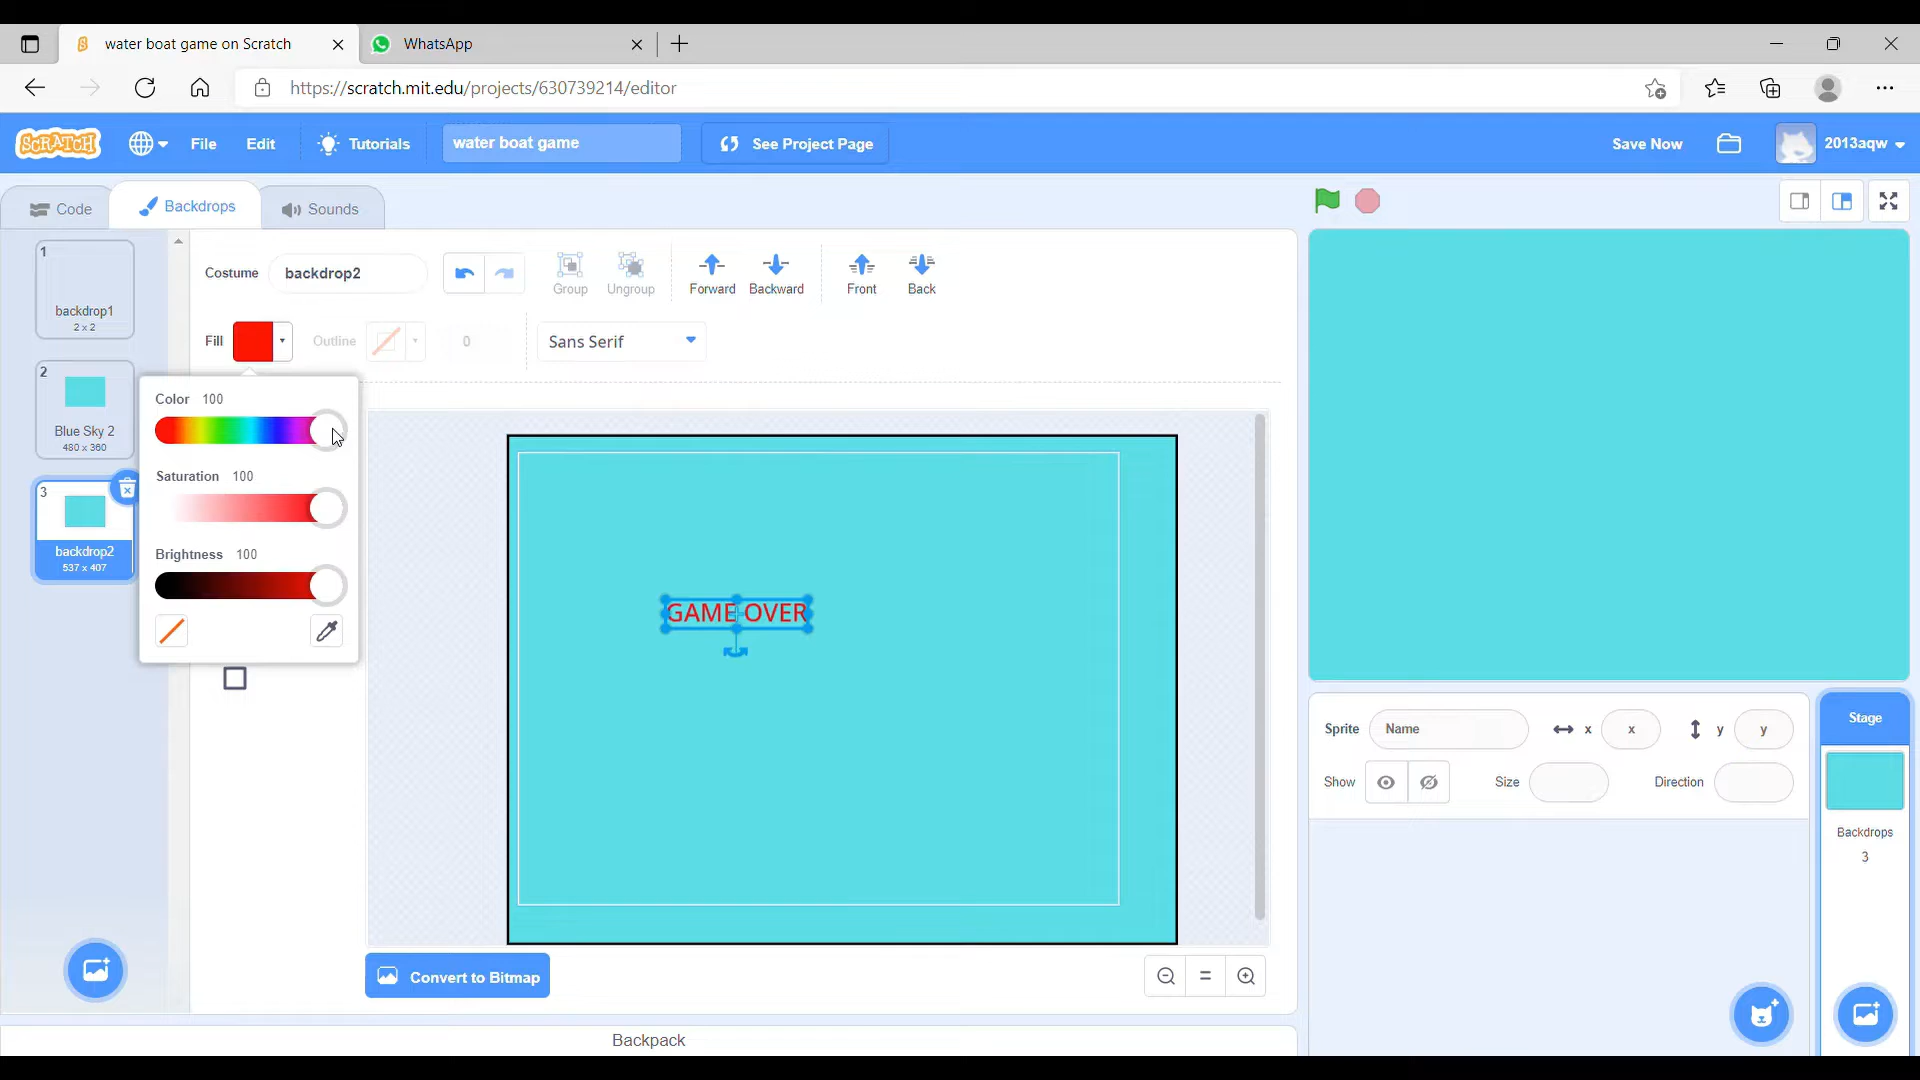 water boat game on Scratch
WhatsApp
https://scratch.mit.edu/projects/630739214/editor
SCRATCH
File
Edit
Tutorials
water boat game
See Project Page
Save Now
2013aqw
Code
Backdrops
Sounds
1
backdrop1
2 x 2
2
Blue Sky 2
480 x 360
3
backdrop2
537 x 407
Costume
backdrop2
Group
Ungroup
Forward
Backward
Front
Back
Fill
Outline
0
Sans Serif
Color 100
Saturation 100
Brightness 100
GAME OVER
Convert to Bitmap
Backpack
Sprite
Name
x
x
y
y
Show
Size
Direction
Stage
Backdrops
3